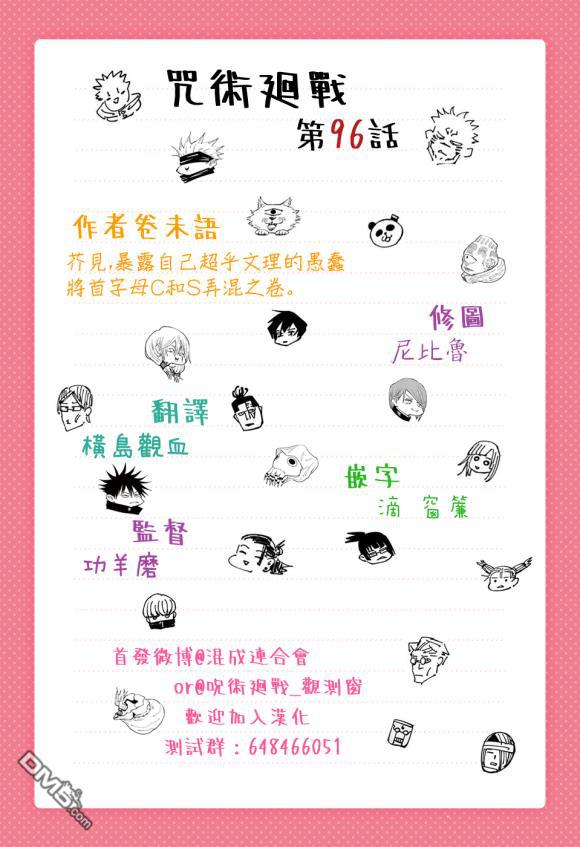 咒術廻戰
第96話
作者卷末語
芥見,暴露自己超乎文理的愚蠢
將首字母C和S弄混之卷。
修圖
尼比魯
翻譯
橫島觀血
嵌字
滴 窗簾
監督
功羊磨
首發微博@混成連合會
or@呪術廻戰_觀測窗
歡迎加入漢化
測試群：648466051
DM5